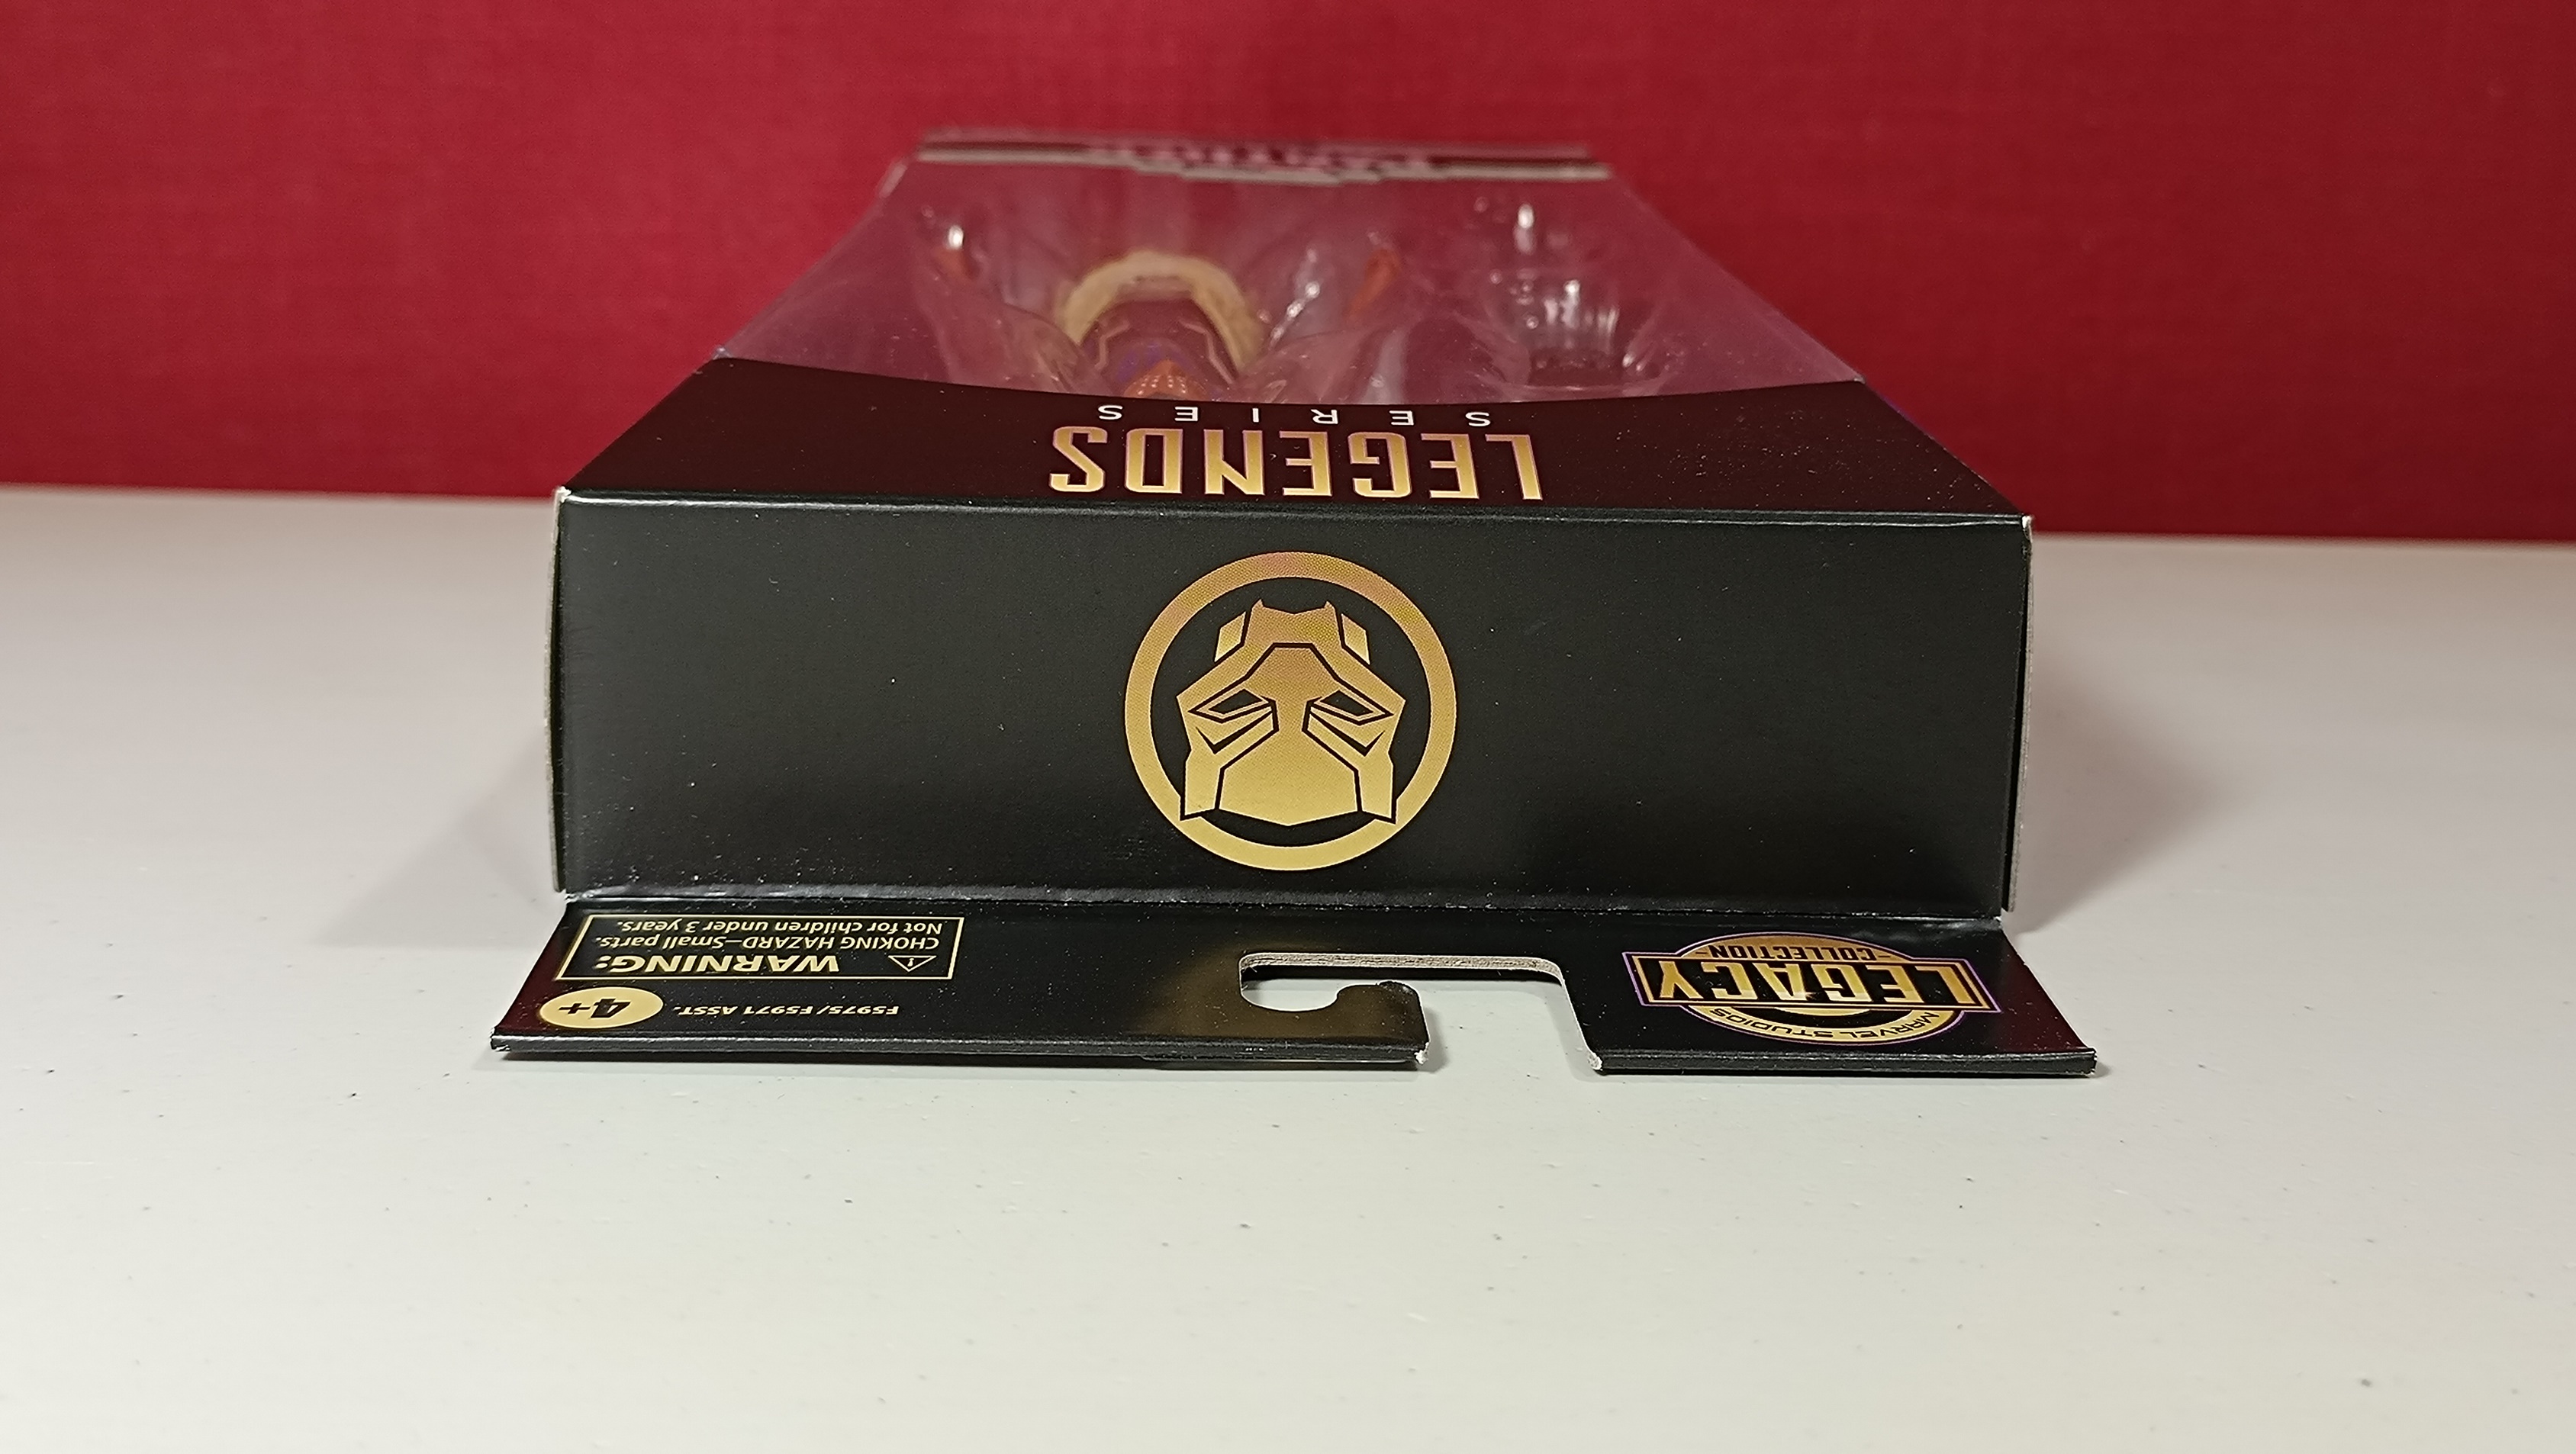 LEGENDS
SERIES
MARVEL STUDIOS
LEGACY
-COLLECTION-
F5975/F5971 ASST.
4+
WARNING:
CHOKING HAZARD—Small parts.
Not for children under 3 years.